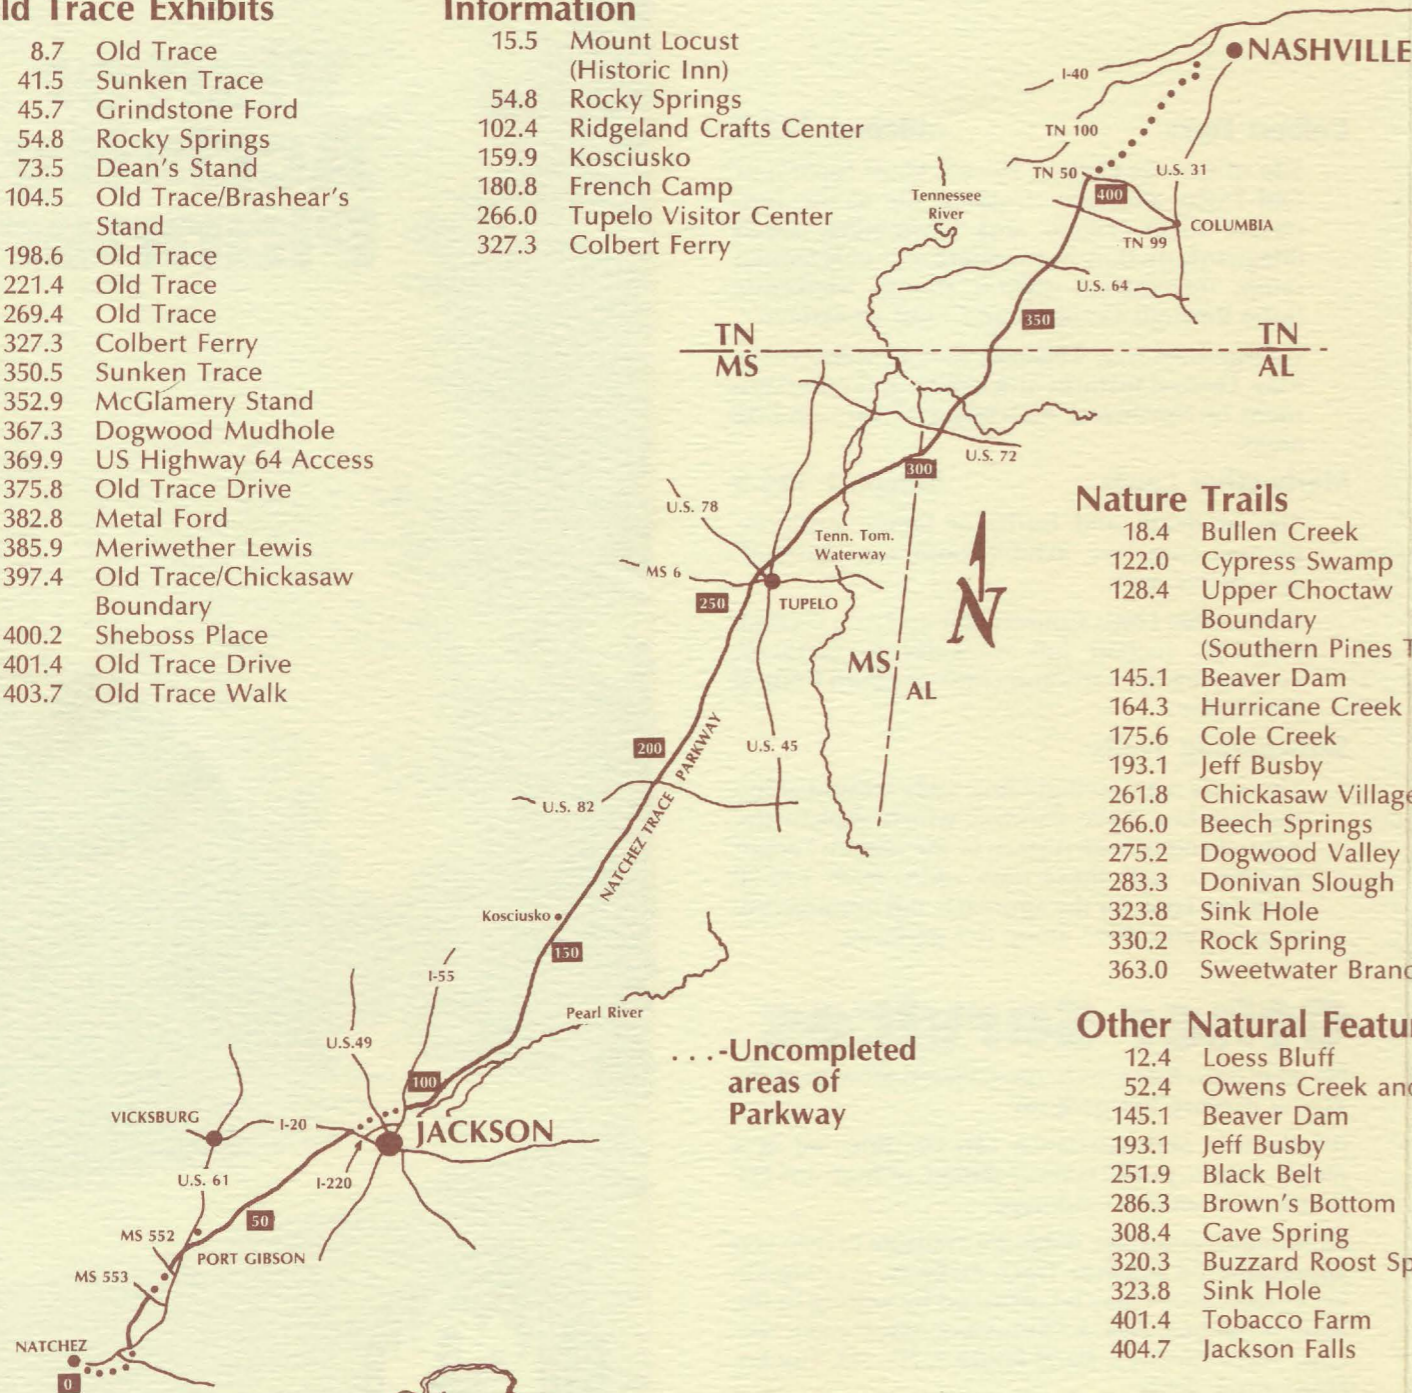 ld Trace Exhibits
8.7 Old Trace
41.5 Sunken Trace
45.7 Grindstone Ford
54.8 Rocky Springs
73.5 Dean's Stand
104.5 Old Trace/Brashear's
Stand
198.6 Old Trace
221.4 Old Trace
269.4 Old Trace
327.3 Colbert Ferry
350.5 Sunken Trace
352.9 McGlamery Stand
367.3 Dogwood Mudhole
369.9 US Highway 64 Access
375.8 Old Trace Drive
382.8 Metal Ford
385.9 Meriwether Lewis
397.4 Old Trace/Chickasaw
Boundary
400.2 Sheboss Place
401.4 Old Trace Drive
403.7 Old Trace Walk
Information
15.5 Mount Locust
(Historic Inn)
54.8 Rocky Springs
102.4 Ridgeland Crafts Center
159.9 Kosciusko
180.8 French Camp
266.0 Tupelo Visitor Center
327.3 Colbert Ferry
NASHVILLE
I-40
TN 100
TN 50
U.S. 31
400
Tennessee
River
COLUMBIA
TN 99
U.S. 64
350
TN
MS
TN
AL
U.S. 72
300
U.S. 78
Tenn. Tom.
Waterway
MS 6
250
TUPELO
MS
AL
N
200
U.S. 45
NATCHEZ TRACE PARKWAY
U.S. 82
Kosciusko
150
I-55
Pearl River
U.S.49
100
JACKSON
VICKSBURG
I-20
I-220
U.S. 61
50
MS 552
PORT GIBSON
MS 553
NATCHEZ
0
. . .-Uncompleted
areas of
Parkway
Nature Trails
18.4 Bullen Creek
122.0 Cypress Swamp
128.4 Upper Choctaw
Boundary
(Southern Pines T
145.1 Beaver Dam
164.3 Hurricane Creek
175.6 Cole Creek
193.1 Jeff Busby
261.8 Chickasaw Village
266.0 Beech Springs
275.2 Dogwood Valley
283.3 Donivan Slough
323.8 Sink Hole
330.2 Rock Spring
363.0 Sweetwater Branc
Other Natural Featu
12.4 Loess Bluff
52.4 Owens Creek and
145.1 Beaver Dam
193.1 Jeff Busby
251.9 Black Belt
286.3 Brown's Bottom
308.4 Cave Spring
320.3 Buzzard Roost Sp
323.8 Sink Hole
401.4 Tobacco Farm
404.7 Jackson Falls